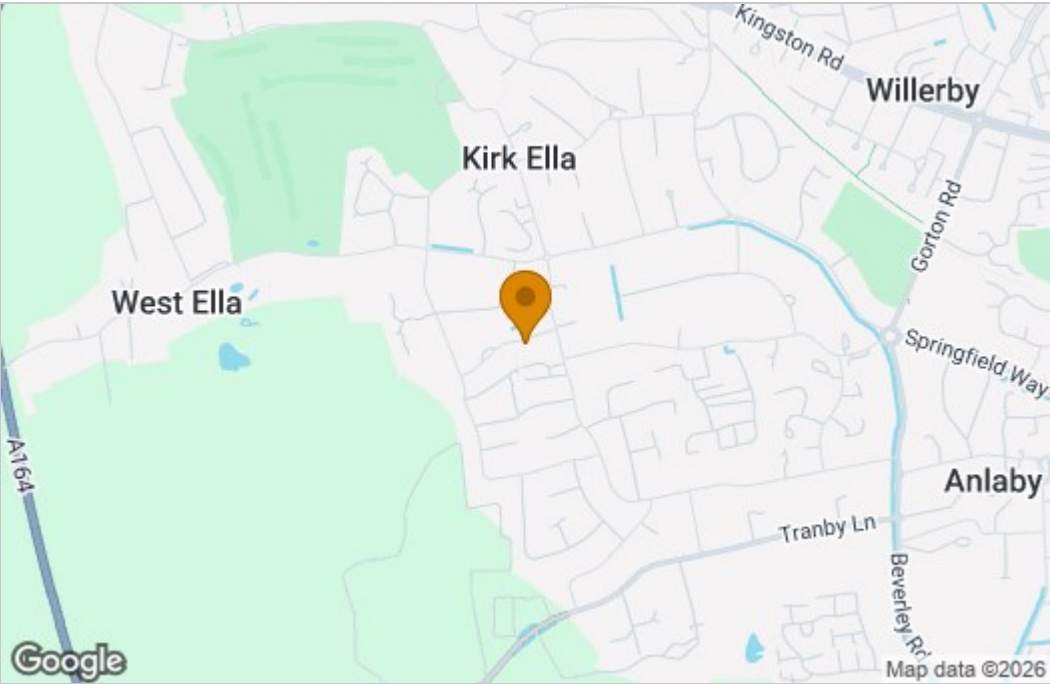 Kingston Rd
Willerby
Kirk Ella
Gorton Rd
West Ella
Springfield Way
A164
Anlaby
Tranby Ln
Beverley Rd
Google
Map data ©2026